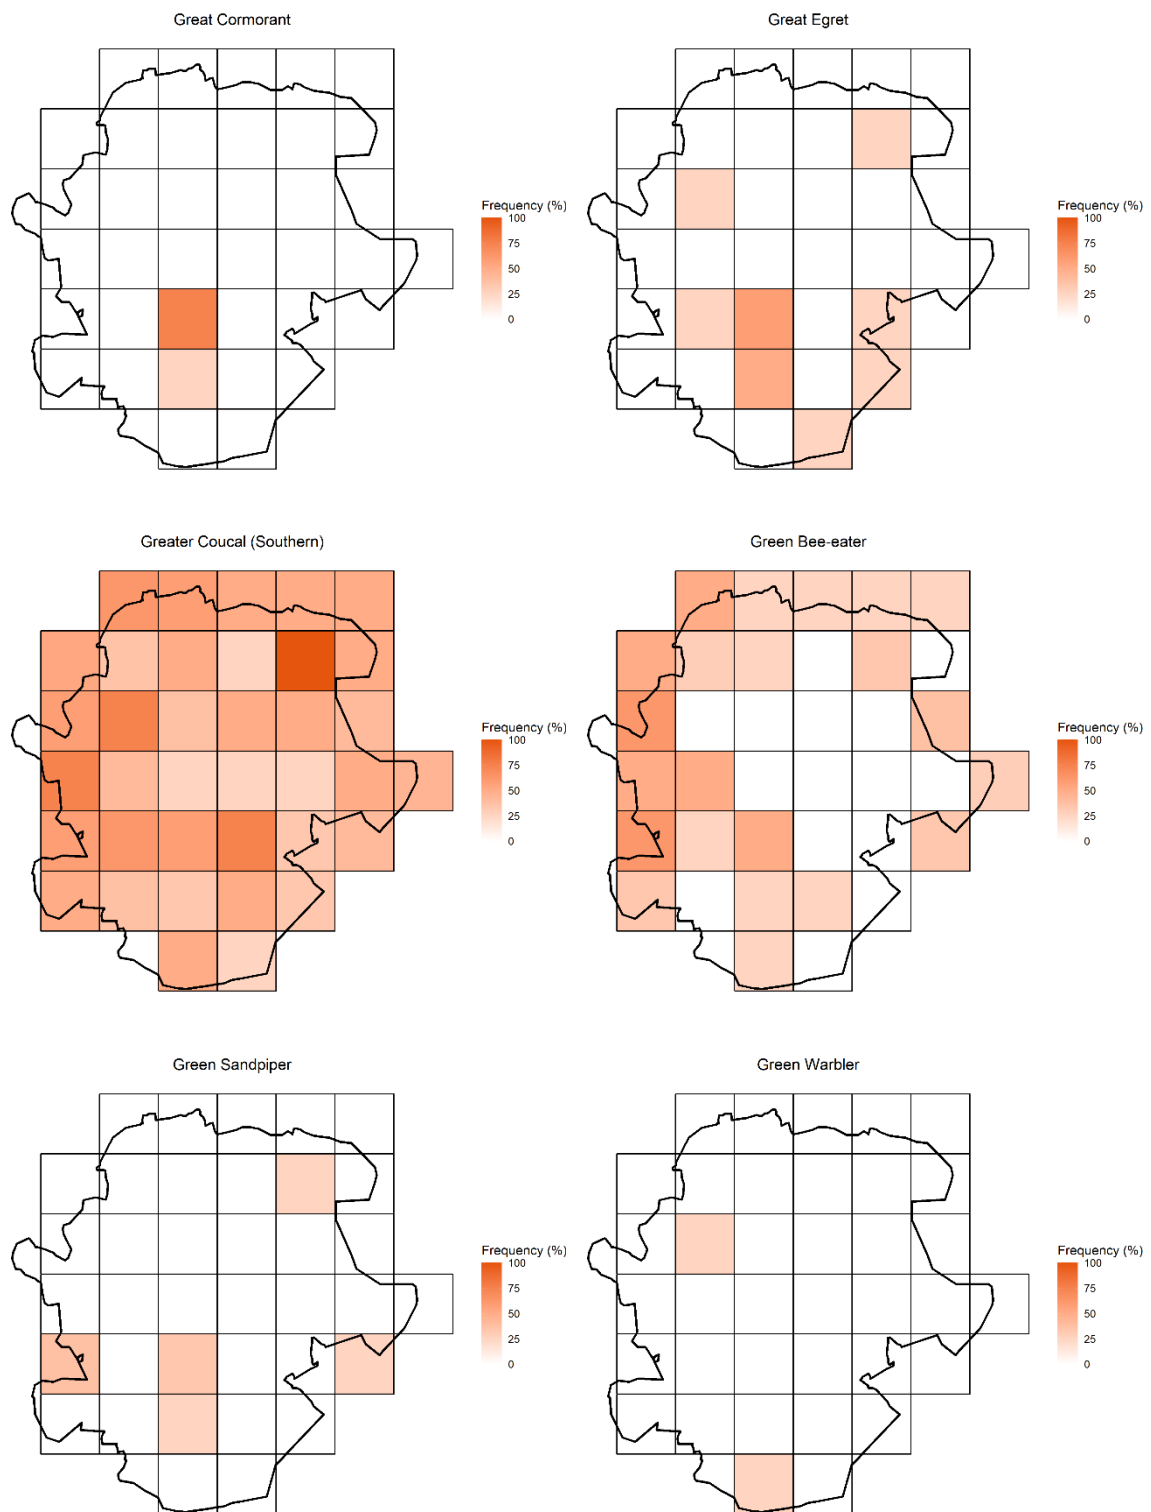 Great Cormorant
Frequency (%)
100
75
50
25
0
Great Egret
Frequency (%)
100
75
50
25
0
Greater Coucal (Southern)
Frequency (%)
100
75
50
25
0
Green Bee-eater
Frequency (%)
100
75
50
25
0
Green Sandpiper
Frequency (%)
100
75
50
25
0
Green Warbler
Frequency (%)
100
75
50
25
0